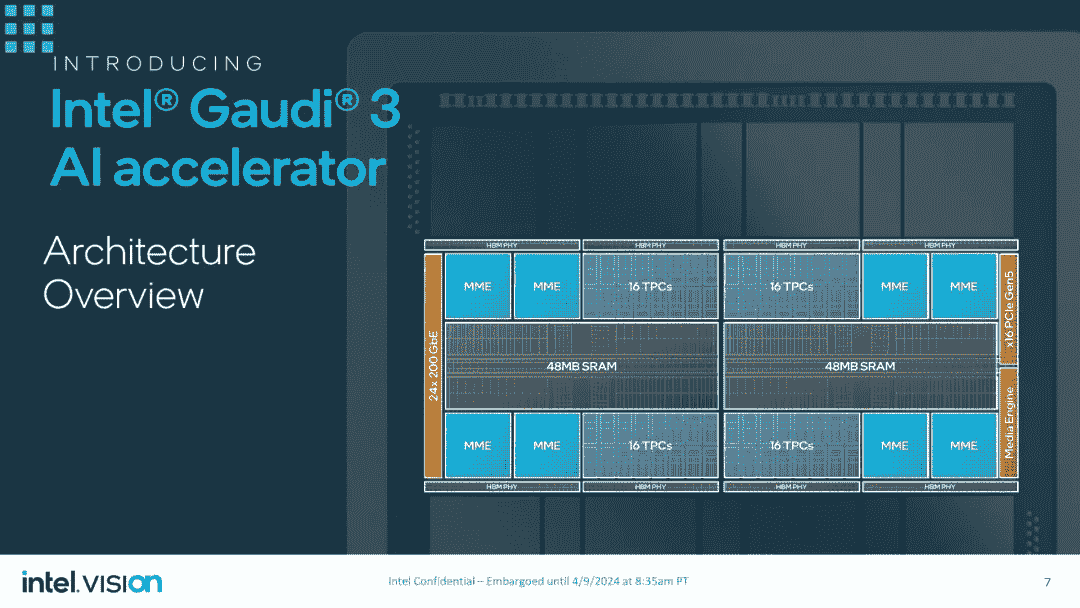 INTRODUCING
Intel® Gaudi® 3
AI accelerator
Architecture
Overview
HBM PHY
HBM PHY
HBM PHY
HBM PHY
MME
MME
16 TPCs
16 TPCs
MME
MME
24x 200 GbE
x16 PCIe Gen5
48MB SRAM
48MB SRAM
Media Engine
MME
MME
16 TPCs
16 TPCs
MME
MME
HBM PHY
HBM PHY
HBM PHY
HBM PHY
intel.VISION
Intel Confidential – Embargoed until 4/9/2024 at 8:35am PT
7